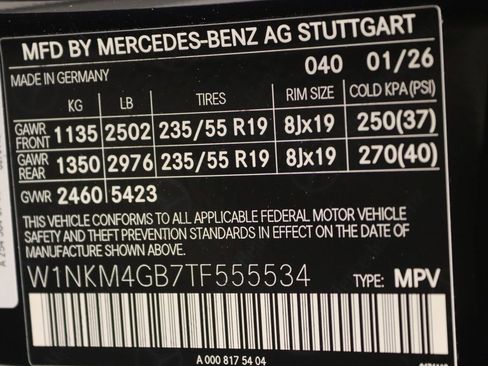 MFD BY MERCEDES-BENZ AG STUTTGART
MADE IN GERMANY 040 01/26
KG LB TIRES RIM SIZE COLD KPA (PSI)
GAWR FRONT 1135 2502 235/55 R19 8Jx19 250(37)
GAWR REAR 1350 2976 235/55 R19 8Jx19 270(40)
GVWR 2460 5423
THIS VEHICLE CONFORMS TO ALL APPLICABLE FEDERAL MOTOR VEHICLE
SAFETY AND THEFT PREVENTION STANDARDS IN EFFECT ON THE DATE OF
MANUFACTURE SHOWN ABOVE.
W1NKM4GB7TF555534 TYPE: MPV
A 000 817 54 04